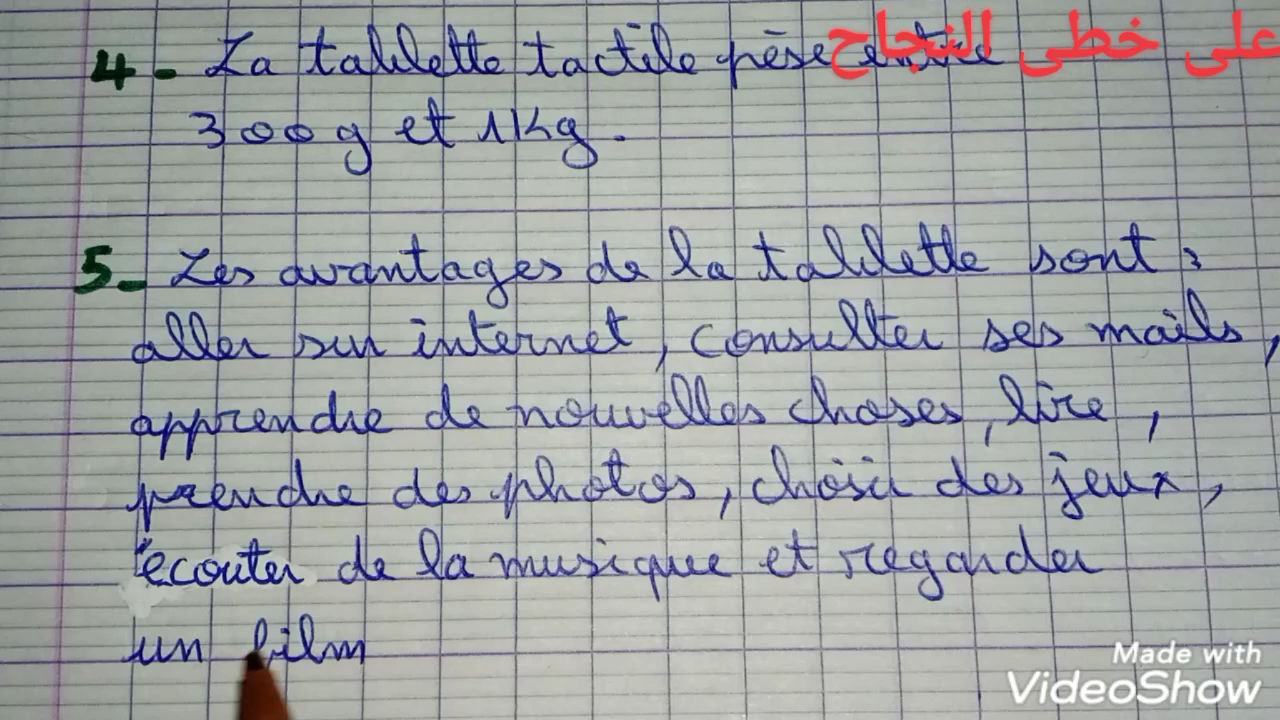 4 - La tablette tactile pèse entre
على خطى النجاح
300g et 1Kg.
5- Les avantages de la tablette sont :
aller sur internet, consulter ses mails,
apprendre de nouvelles choses, lire,
prendre des photos, choisir des jeux,
écouter de la musique et regarder
un film
Made with
VideoShow